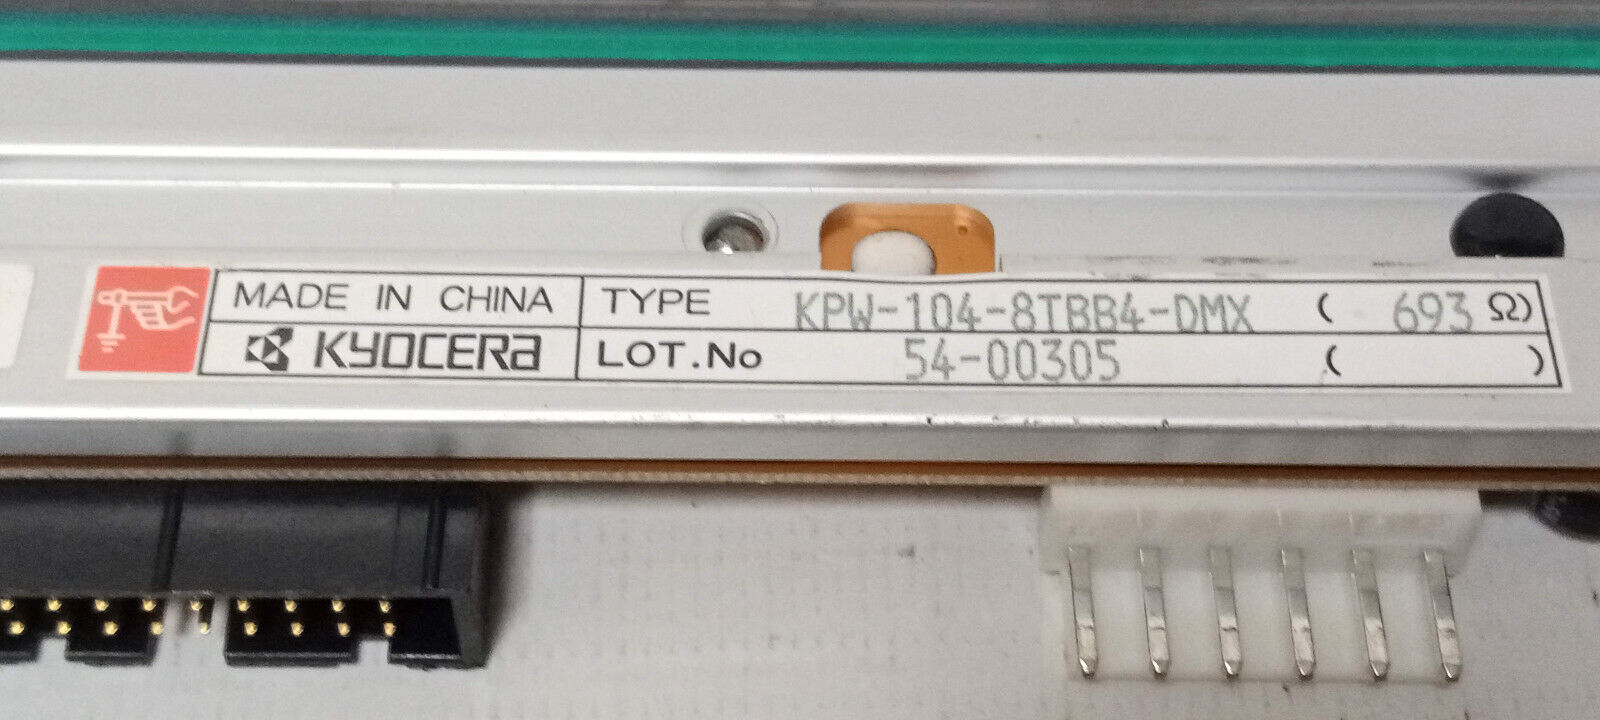 MADE IN CHINA TYPE KPW-104-8TBB4-DMX ( 693 Ω)
KYOCERA LOT.No 54-00305 ( )